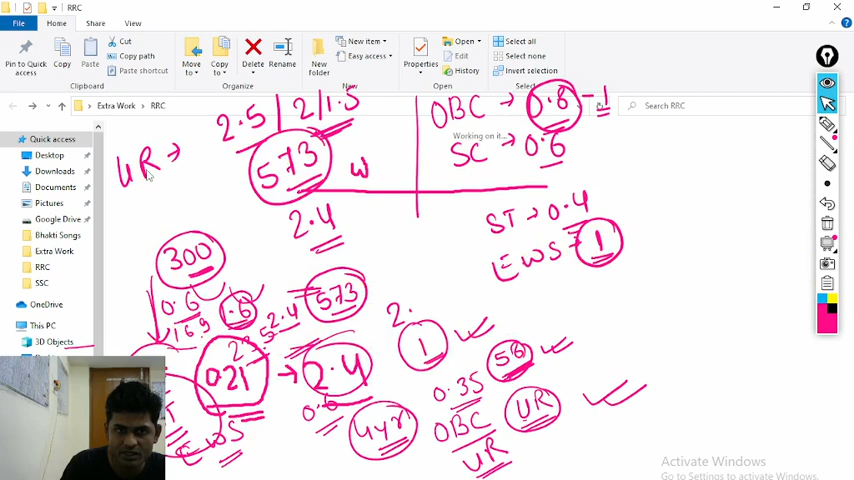 RRC
File
Home
Share
View
Pin to Quick access
Copy
Paste
Cut
Copy path
Paste shortcut
Clipboard
Move to
Copy to
Delete
Rename
Organize
New folder
New item
Easy access
New
Properties
Open
Edit
History
Open
Select all
Select none
Invert selection
Select
Extra Work
RRC
Search RRC
Working on it...
Quick access
Desktop
Downloads
Documents
Pictures
Google Drive
Bhakti Songs
Extra Work
RRC
SSC
OneDrive
This PC
3D Objects
UR →
2.5 | 2 | 1.5
573 W
2.4
OBC → 0.8 - 1
SC → 0.6
ST → 0.4
EWS = 1
300
0.6
.6
2.4
573
2.
1
2.4
0.6
EWS
4yr
0.35
56
OBC
UR
UR
Activate Windows
Go to Settings to activate Windows.